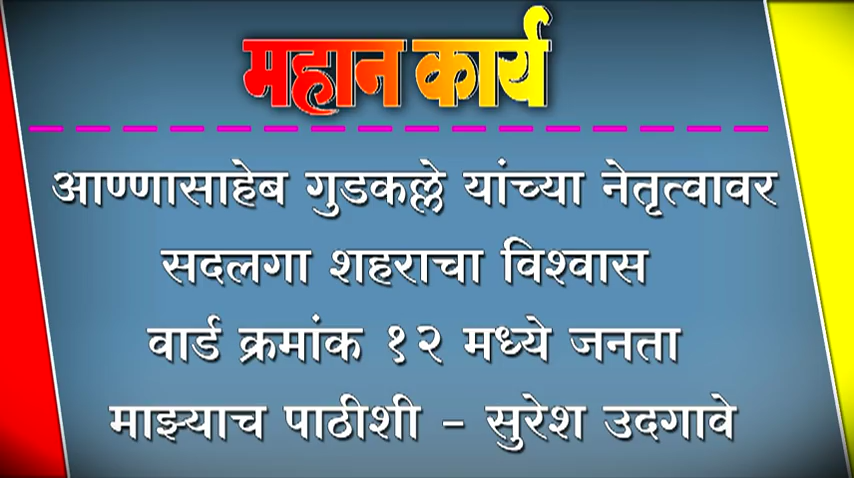 महान कार्य
आण्णासाहेब गुडकल्ले यांच्या नेतृत्वावर
सदलगा शहराचा विश्वास
वार्ड क्रमांक १२ मध्ये जनता
माझ्याच पाठीशी - सुरेश उदगावे